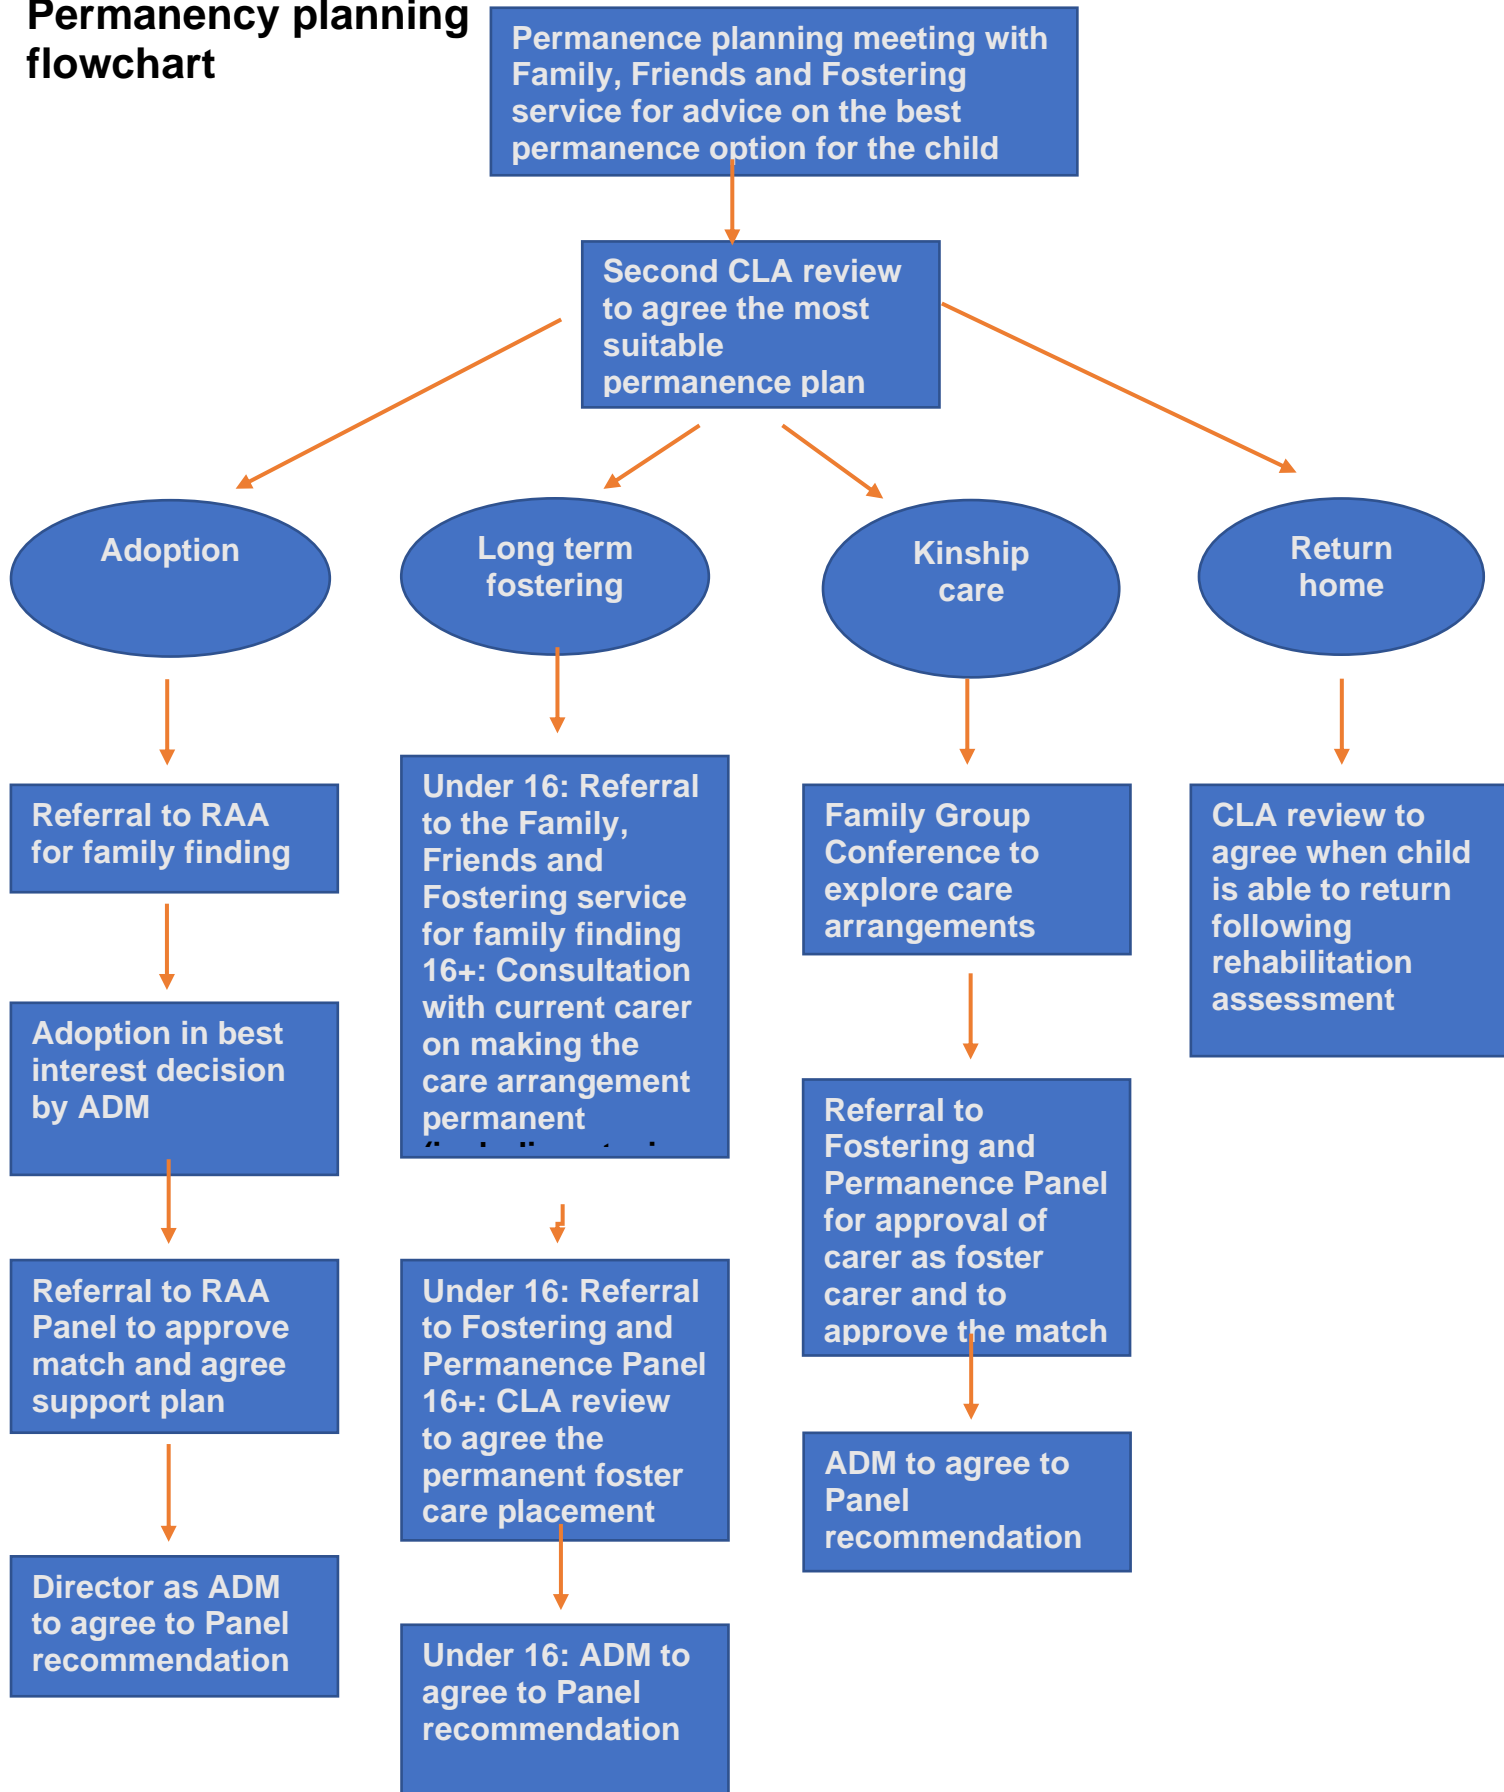 Permanency planning
flowchart
Permanence planning meeting with
Family, Friends and Fostering
service for advice on the best
permanence option for the child
Second CLA review
to agree the most
suitable
permanence plan
Adoption
Long term
fostering
Kinship
care
Return
home
Referral to RAA
for family finding
Adoption in best
interest decision
by ADM
Referral to RAA
Panel to approve
match and agree
support plan
Director as ADM
to agree to Panel
recommendation
Under 16: Referral
to the Family,
Friends and
Fostering service
for family finding
16+: Consultation
with current carer
on making the
care arrangement
permanent
Under 16: Referral
to Fostering and
Permanence Panel
16+: CLA review
to agree the
permanent foster
care placement
Under 16: ADM to
agree to Panel
recommendation
Family Group
Conference to
explore care
arrangements
Referral to
Fostering and
Permanence Panel
for approval of
carer as foster
carer and to
approve the match
ADM to agree to
Panel
recommendation
CLA review to
agree when child
is able to return
following
rehabilitation
assessment